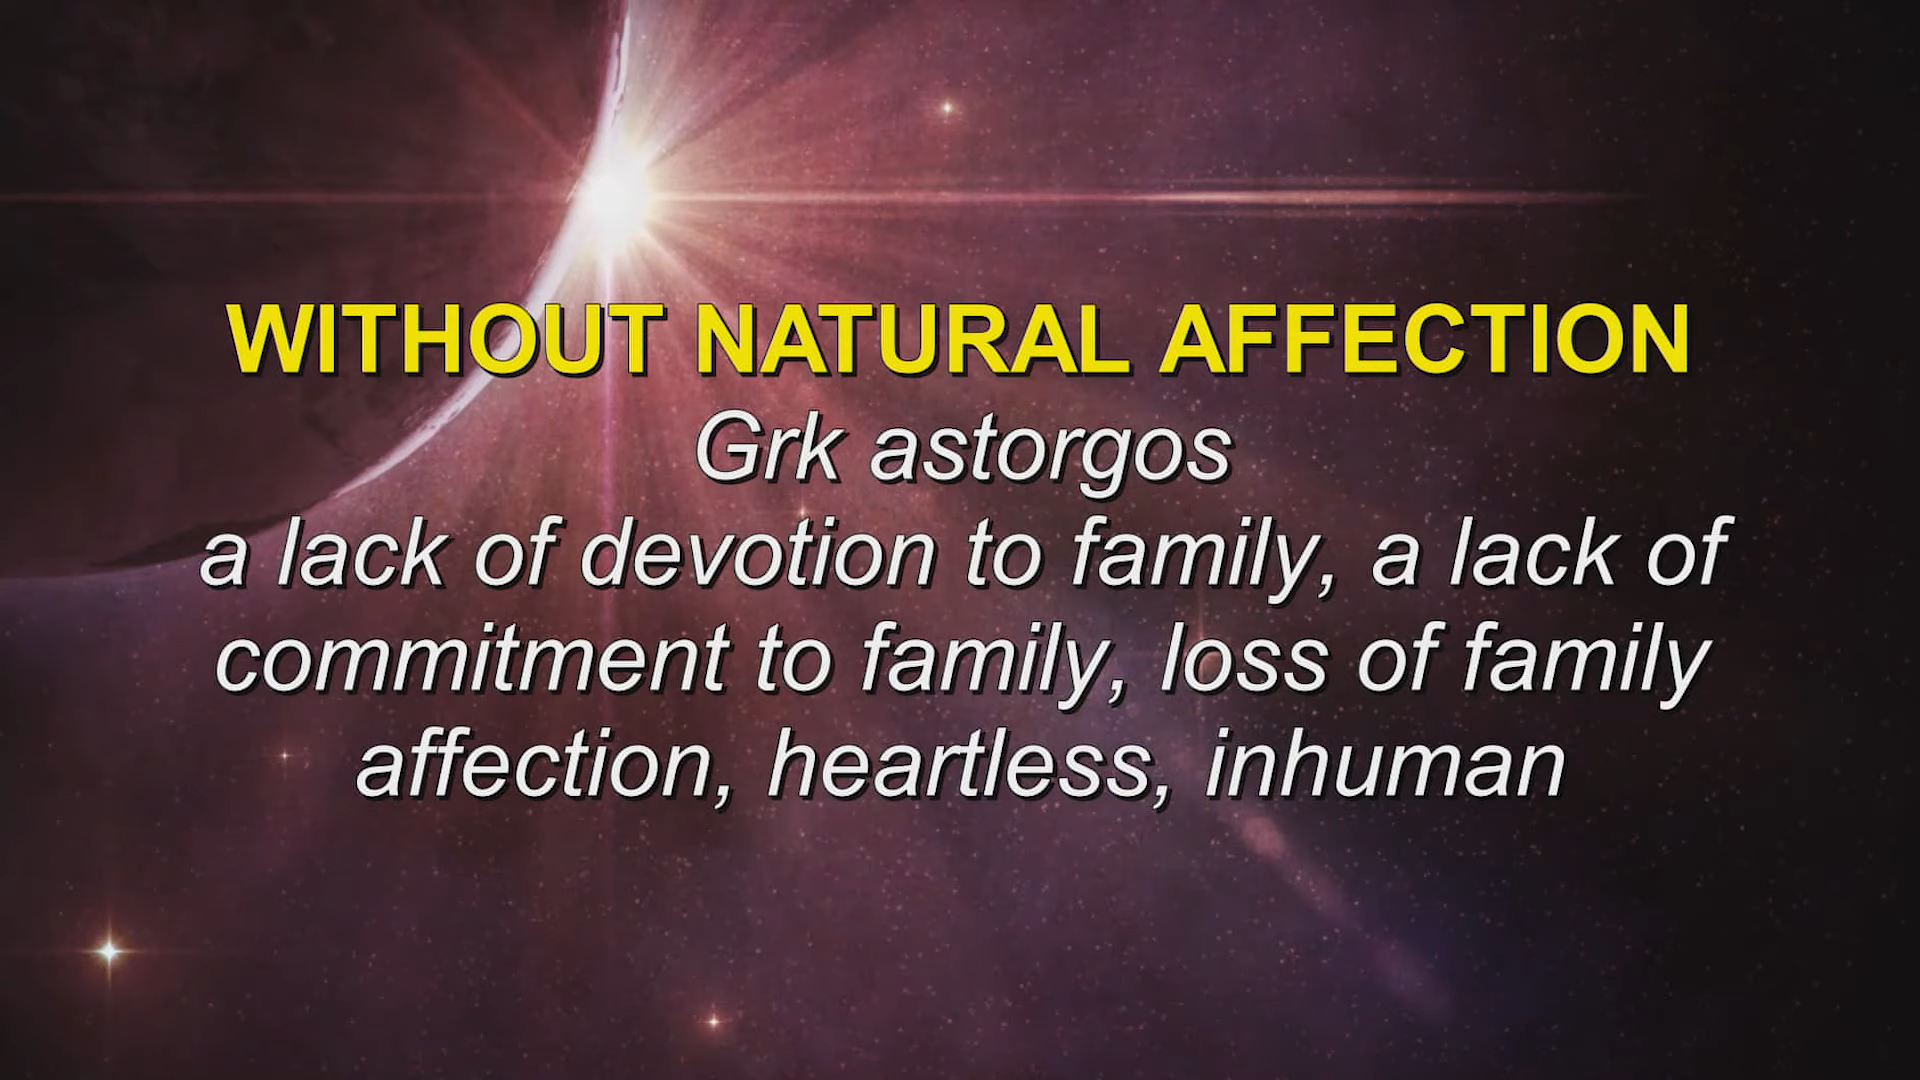 WITHOUT NATURAL AFFECTION
Grk astorgos
a lack of devotion to family, a lack of
commitment to family, loss of family
affection, heartless, inhuman